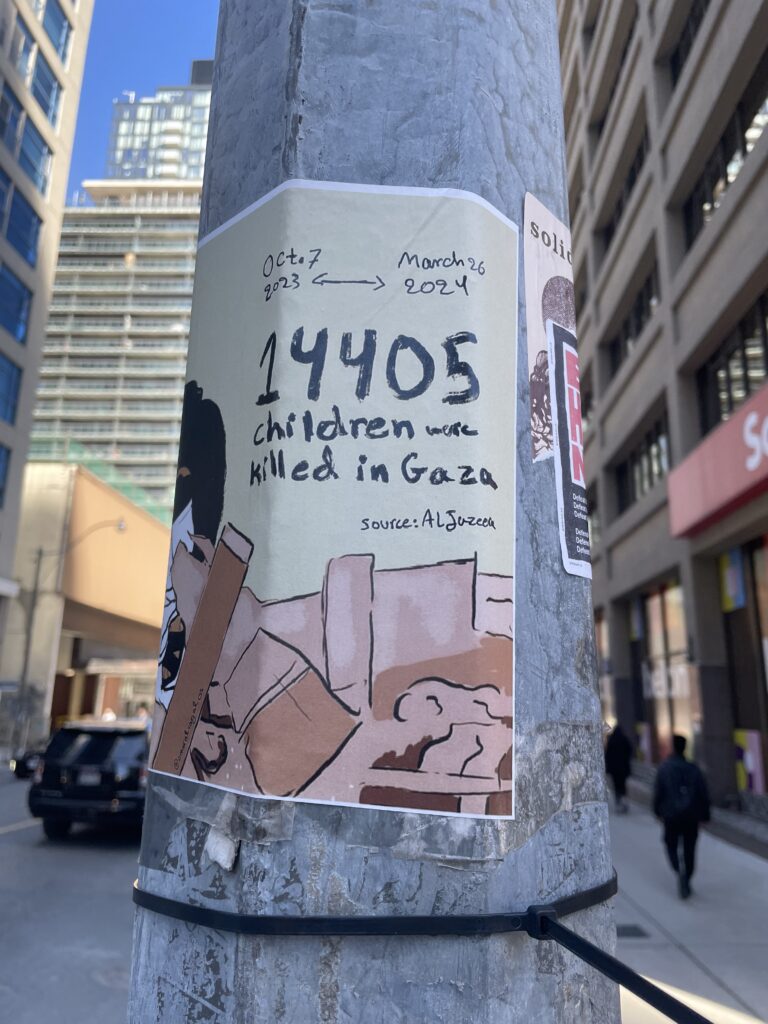 Oct. 7 2023 <—> March 26 2024
14405
children were
killed in Gaza
source: ALJazeera
solid